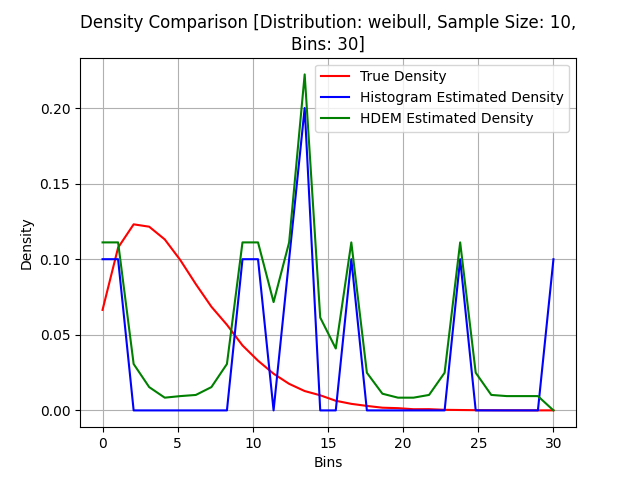 Density Comparison [Distribution: weibull, Sample Size: 10,
Bins: 30]
True Density
Histogram Estimated Density
HDEM Estimated Density
Density
0.20
0.15
0.10
0.05
0.00
0 5 10 15 20 25 30
Bins